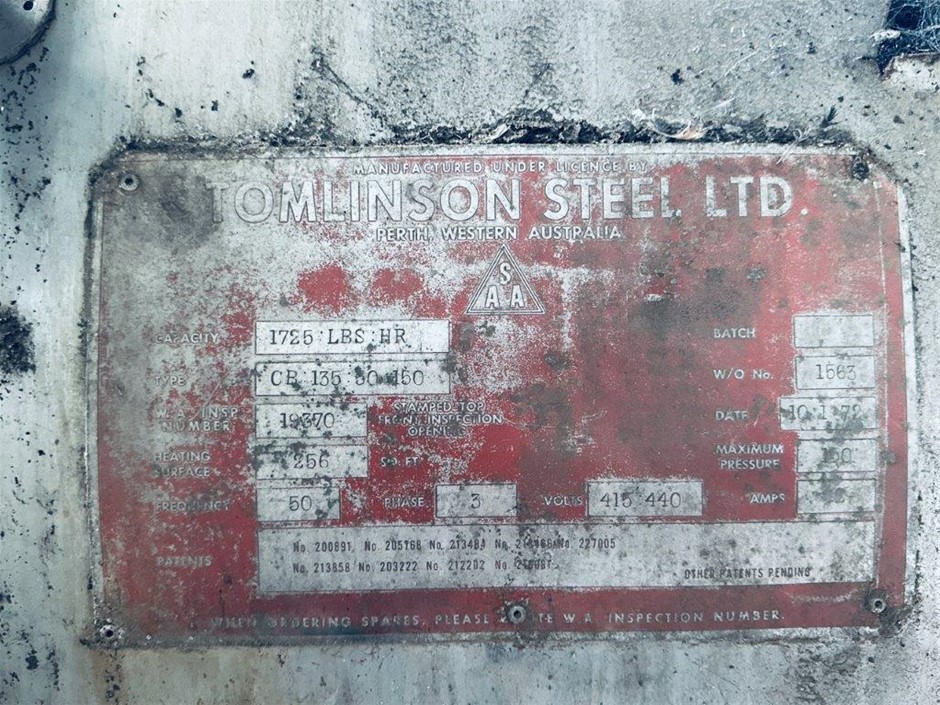 MANUFACTURED UNDER LICENCE BY
TOMLINSON STEEL LTD.
PERTH, WESTERN AUSTRALIA
S
A A
CAPACITY 1725 LBS HR BATCH
TYPE CB 135 50 150 W/O No. 1563
W.A. INSP. NUMBER 19370 STAMPED TOP FRONT INSPECTION DATE 10 1 72
HEATING SURFACE 256 SQ. FT. MAXIMUM PRESSURE 150
FREQUENCY 50 PHASE 3 VOLTS 415 440 AMPS
PATENTS
No. 200891, No. 205768 No. 213484 No. No. 227005
No. 213858 No. 203222 No. 212202 No.
OTHER PATENTS PENDING
WHEN ORDERING SPARES, PLEASE QUOTE W.A. INSPECTION NUMBER.